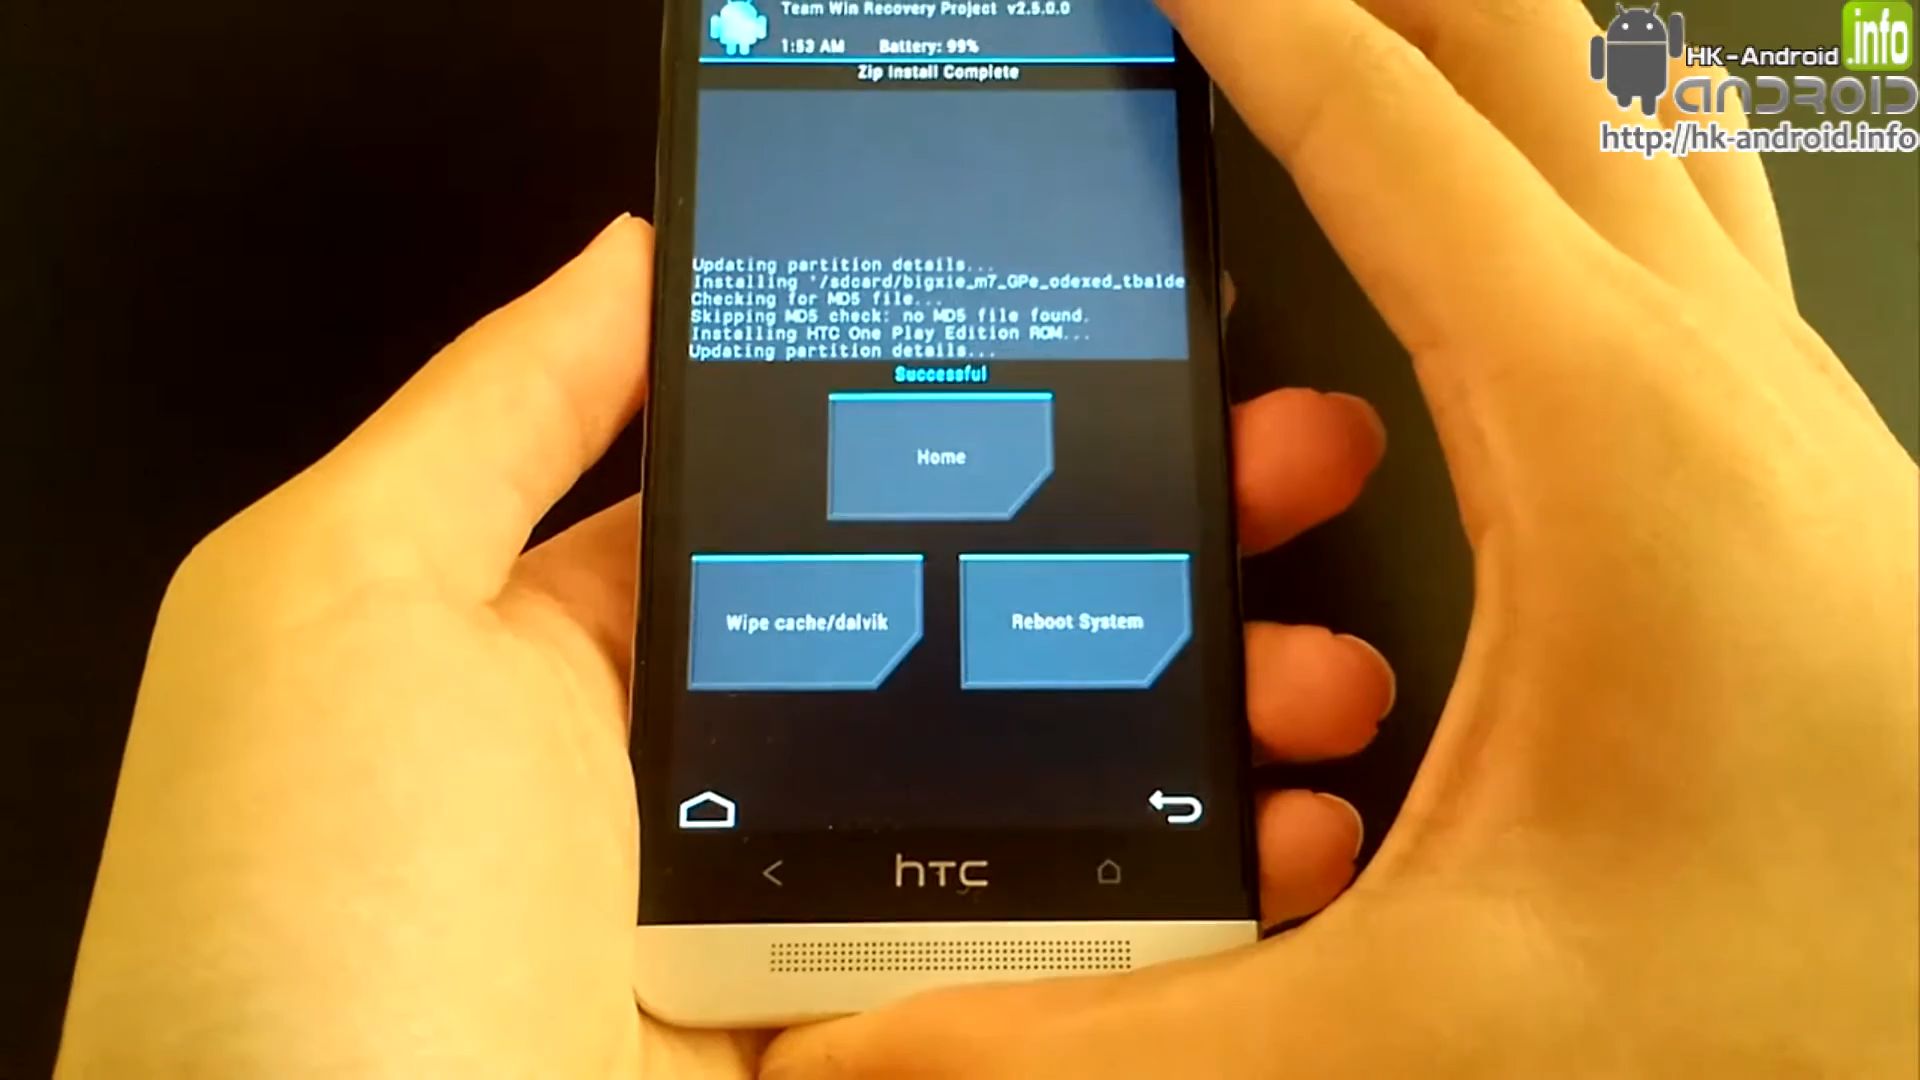 Team Win Recovery Project v2.5.0.0
1:53 AM Battery: 99%
Zip Install Complete
Updating partition details...
Installing '/sdcard/bigxie_m7_GPe_odexed_tbalde
Checking for MD5 file...
Skipping MD5 check: no MD5 file found.
Installing HTC One Play Edition ROM...
Updating partition details...
Successful
Home
Wipe cache/dalvik
Reboot System
hTC
HK-Android .info
ANDROID
http://hk-android.info